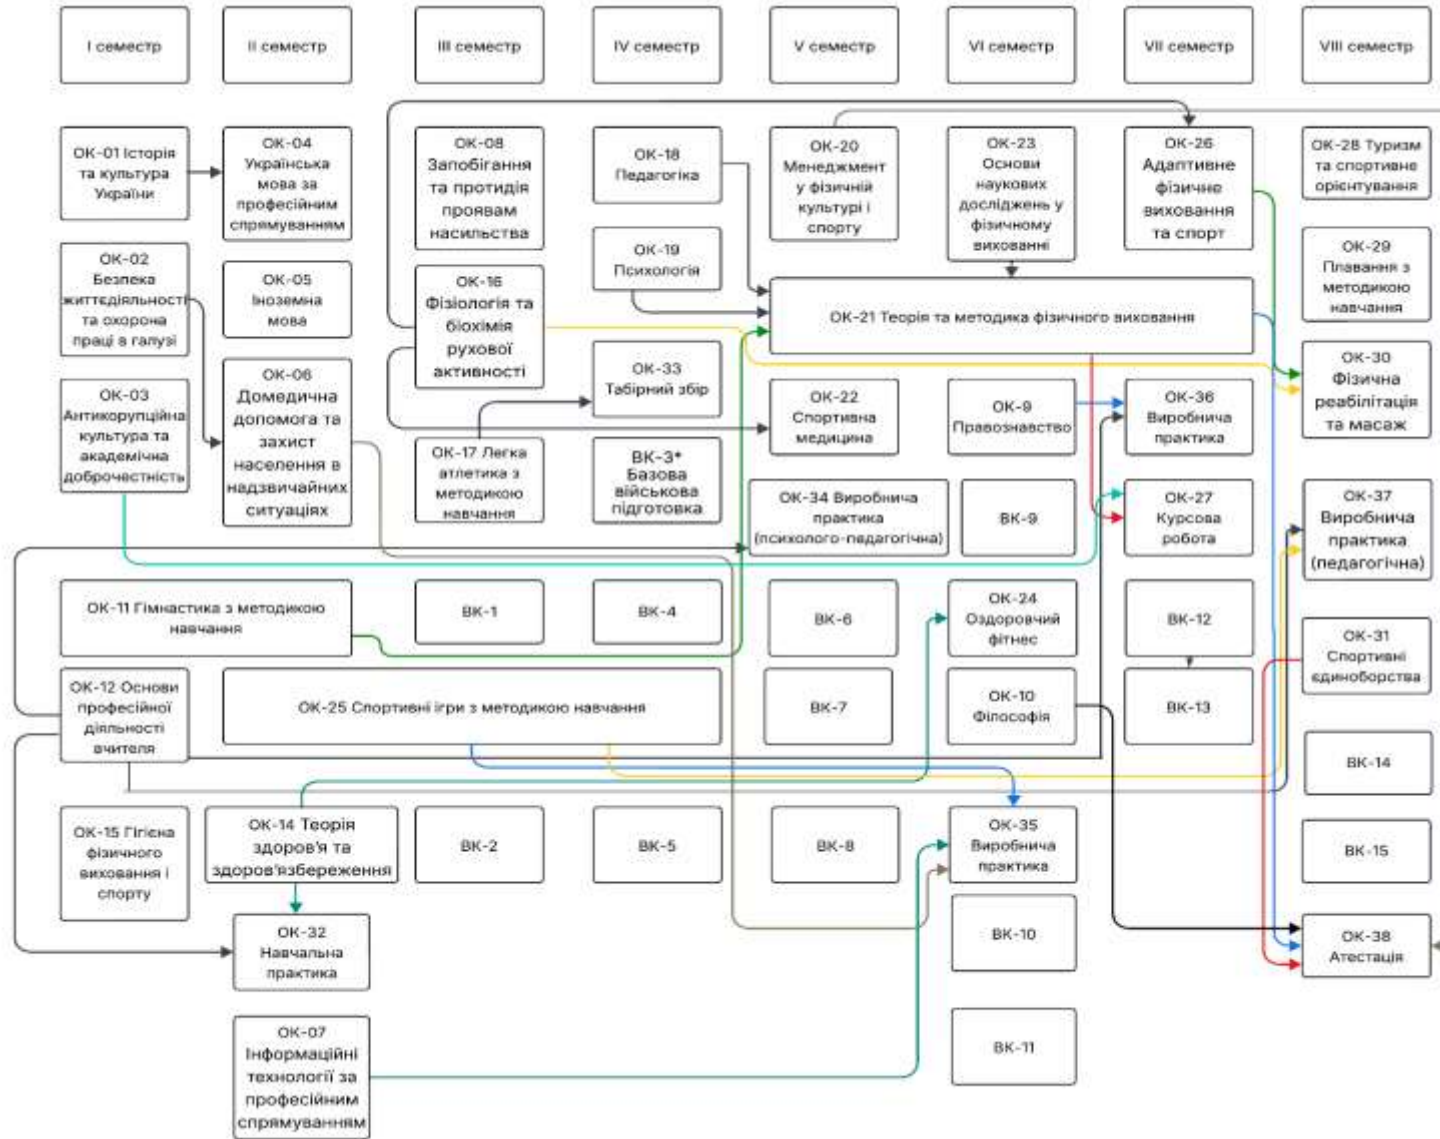 I семестр
II семестр
III семестр
IV семестр
V семестр
VI семестр
VII семестр
VIII семестр
ОК-01 Історія
та культура
України
ОК-04
Українська
мова за
професійним
спрямуванням
ОК-08
Запобігання
та протидія
проявам
насильства
ОК-18
Педагогіка
ОК-20
Менеджмент
у фізичній
культурі і
спорту
ОК-23
Основи
наукових
досліджень у
фізичному
вихованні
ОК-26
Адаптивне
фізичне
виховання
та спорт
ОК-28 Туризм
та спортивне
орієнтування
ОК-02
Безпека
життєдіяльності
та охорона
праці в галузі
ОК-05
Іноземна
мова
ОК-16
Фізіологія та
біохімія
рухової
активності
ОК-19
Психологія
ОК-21 Теорія та методика фізичного виховання
ОК-29
Плавання з
методикою
навчання
ОК-03
Антикорупційна
культура та
академічна
доброчестність
ОК-06
Домедична
допомога та
захист
населення в
надзвичайних
ситуаціях
ОК-33
Табірний збір
ОК-22
Спортивна
медицина
ОК-9
Правознавство
ОК-36
Виробнича
практика
ОК-30
Фізична
реабілітація
та масаж
ОК-17 Легка
атлетика з
методикою
навчання
ВК-3*
Базова
військова
підготовка
ОК-34 Виробнича
практика
(психолого-педагогічна)
ВК-9
ОК-27
Курсова
робота
ОК-37
Виробнича
практика
(педагогічна)
ОК-11 Гімнастика з методикою
навчання
ВК-1
ВК-4
ВК-6
ОК-24
Оздоровчий
фітнес
ВК-12
ОК-31
Спортивні
єдиноборства
ОК-12 Основи
професійної
діяльності
вчителя
ОК-25 Спортивні ігри з методикою навчання
ВК-7
ОК-10
Філософія
ВК-13
ВК-14
ОК-15 Гігієна
фізичного
виховання і
спорту
ОК-14 Теорія
здоров'я та
здоров'язбереження
ВК-2
ВК-5
ВК-8
ОК-35
Виробнича
практика
ВК-15
ОК-32
Навчальна
практика
ВК-10
ОК-38
Атестація
ОК-07
Інформаційні
технології за
професійним
спрямуванням
ВК-11